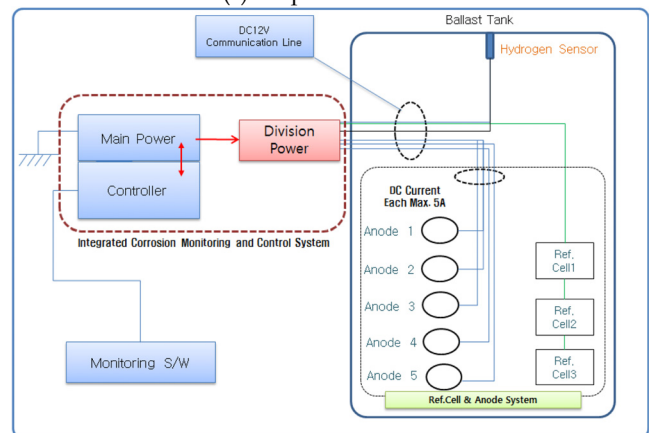 Ballast Tank
DC12V
Communication Line
Hydrogen Sensor
Main Power
Division
Power
Controller
Integrated Corrosion Monitoring and Control System
DC Current
Each Max. 5A
Anode 1
Anode 2
Anode 3
Anode 4
Anode 5
Ref,
Cell1
Ref,
Cell2
Ref,
Cell3
Monitoring S/W
Ref.Cell & Anode System